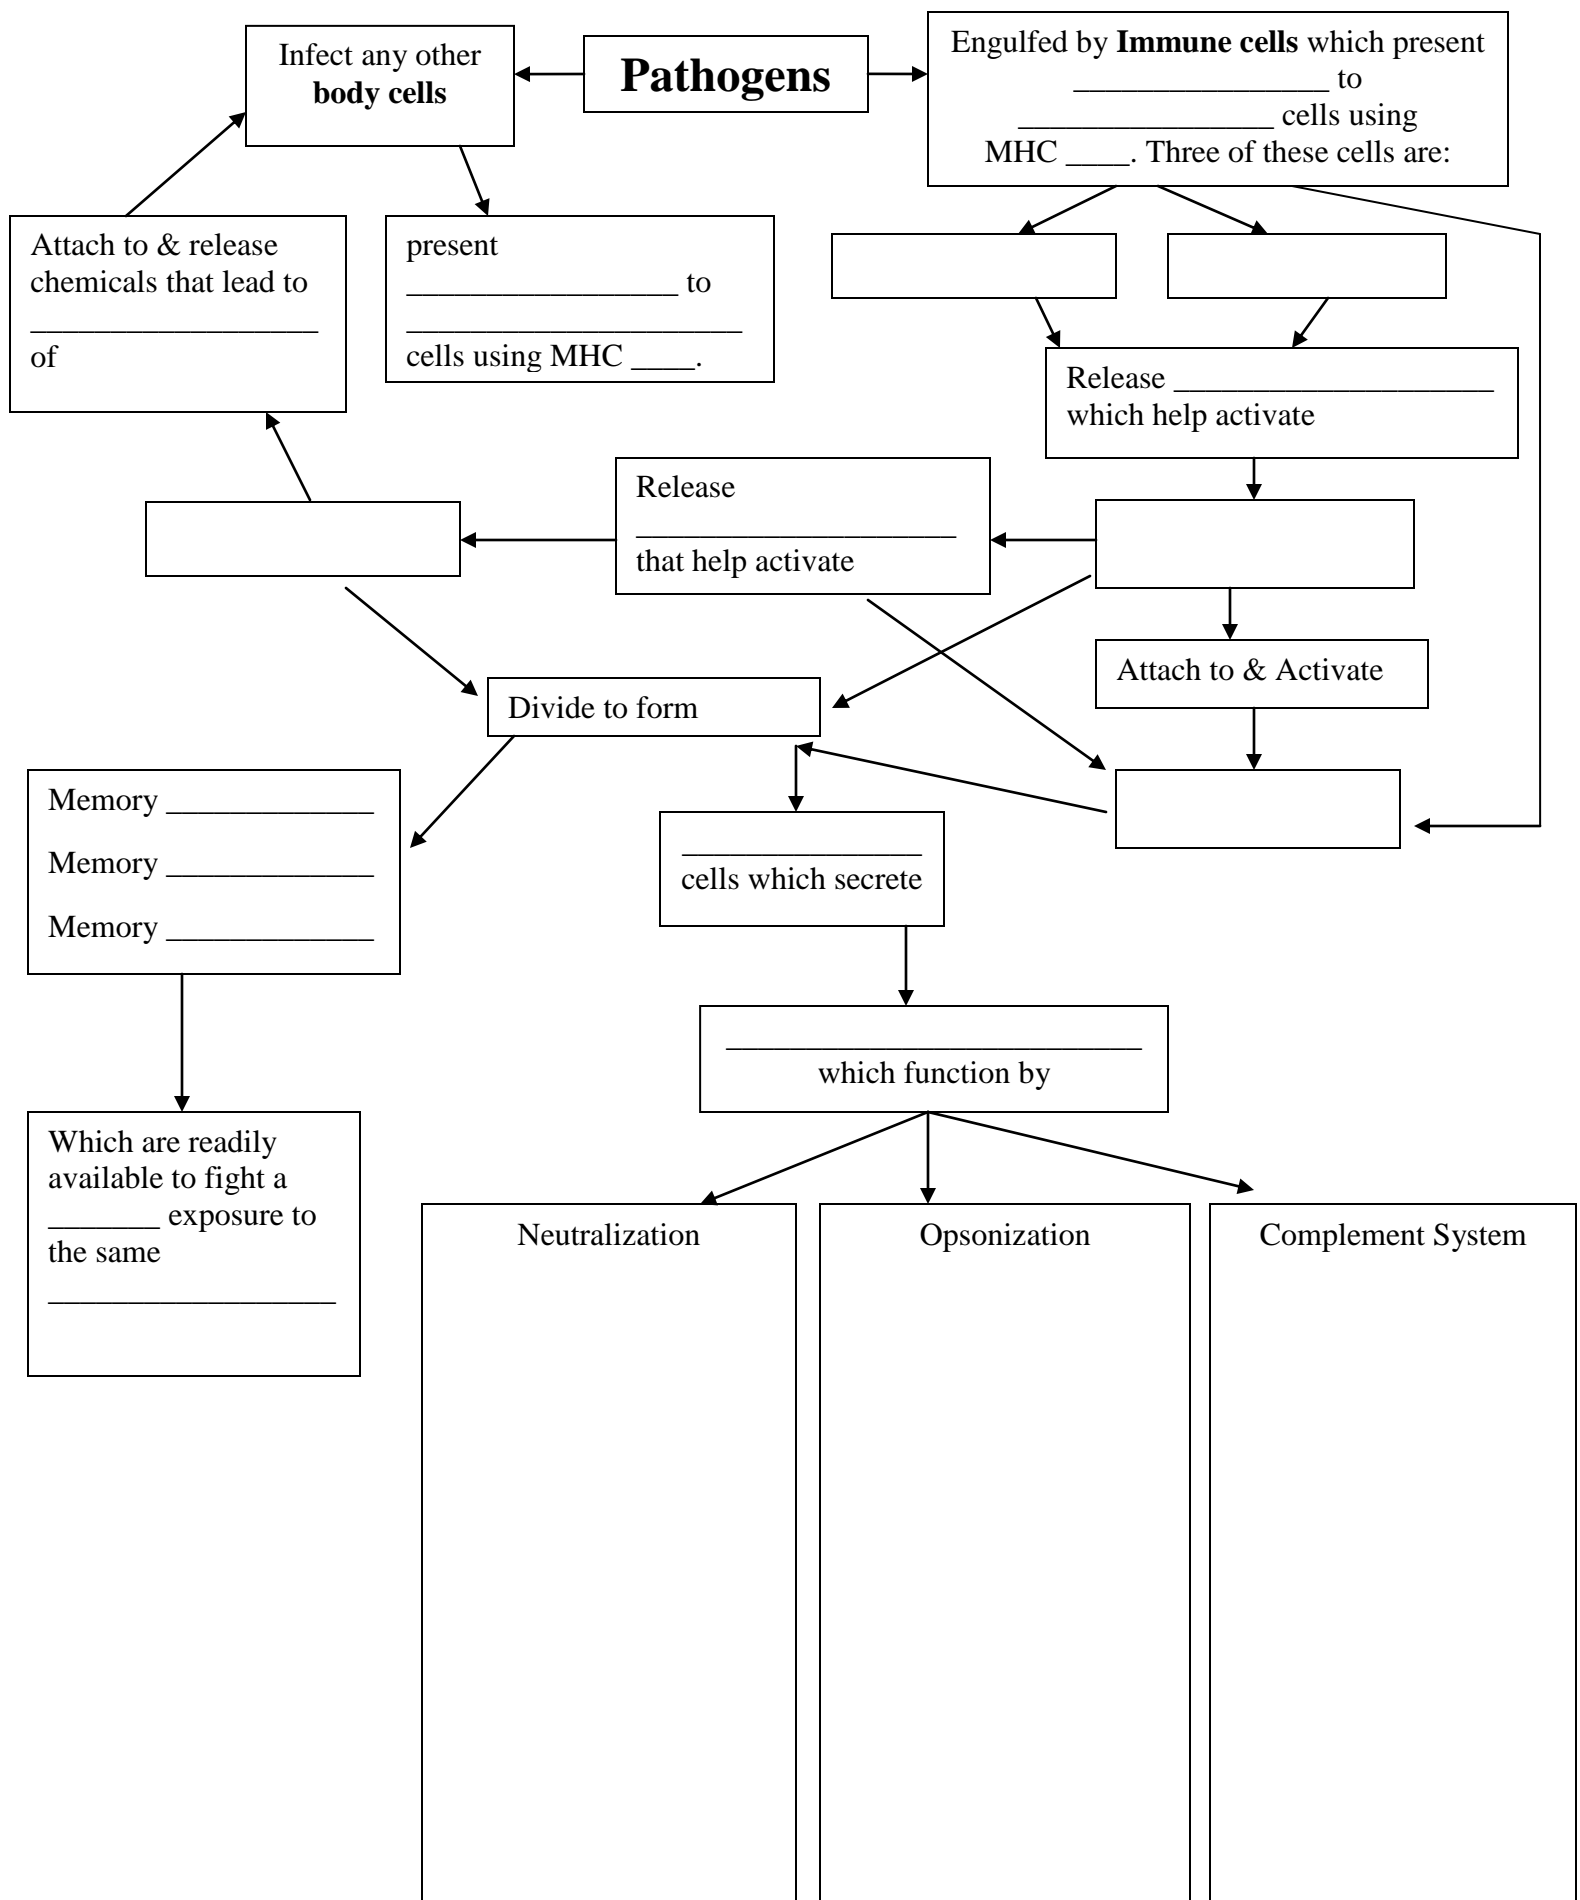 Infect any other
body cells
Pathogens
Engulfed by Immune cells which present
________________ to
________________ cells using
MHC ____. Three of these cells are:
Attach to & release
chemicals that lead to
__________________
of
present
_________________ to
_____________________
cells using MHC ____.
Release ____________________
which help activate
Release
____________________
that help activate
Attach to & Activate
Divide to form
Memory _____________
Memory _____________
Memory _____________
_______________
cells which secrete
__________________________
which function by
Which are readily
available to fight a
_______ exposure to
the same
__________________
Neutralization
Opsonization
Complement System